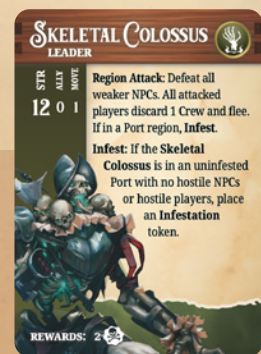 SKELETAL COLOSSUS
LEADER
STR ALLY MOVE
12 0 1
Region Attack: Defeat all
weaker NPCs. All attacked
players discard 1 Crew and flee.
If in a Port region, Infest.
Infest: If the Skeletal
Colossus is in an uninfested
Port with no hostile NPCs
or hostile players, place
an Infestation
token.
REWARDS: 2